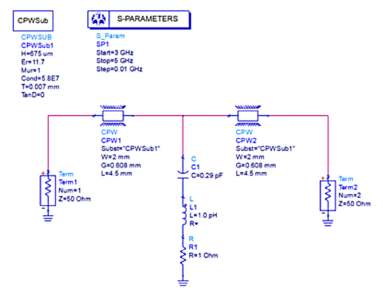 CPWSub
S-PARAMETERS
CPWSUB
CPWSub1
H=675 um
Er=11.7
Mur=1
Cond=5.8E7
T=0.007 mm
TanD=0
S_Param
SP1
Start=3 GHz
Stop=5 GHz
Step=0.01 GHz
CPW
CPW1
Subst="CPWSub1"
W=2 mm
G=0.608 mm
L=4.5 mm
CPW
CPW2
Subst="CPWSub1"
W=2 mm
G=0.608 mm
L=4.5 mm
C
C1
C=0.29 pF
L
L1
L=1.0 pH
R=
R
R1
R=1 Ohm
Term
Term1
Num=1
Z=50 Ohm
Term
Term2
Num=2
Z=50 Ohm